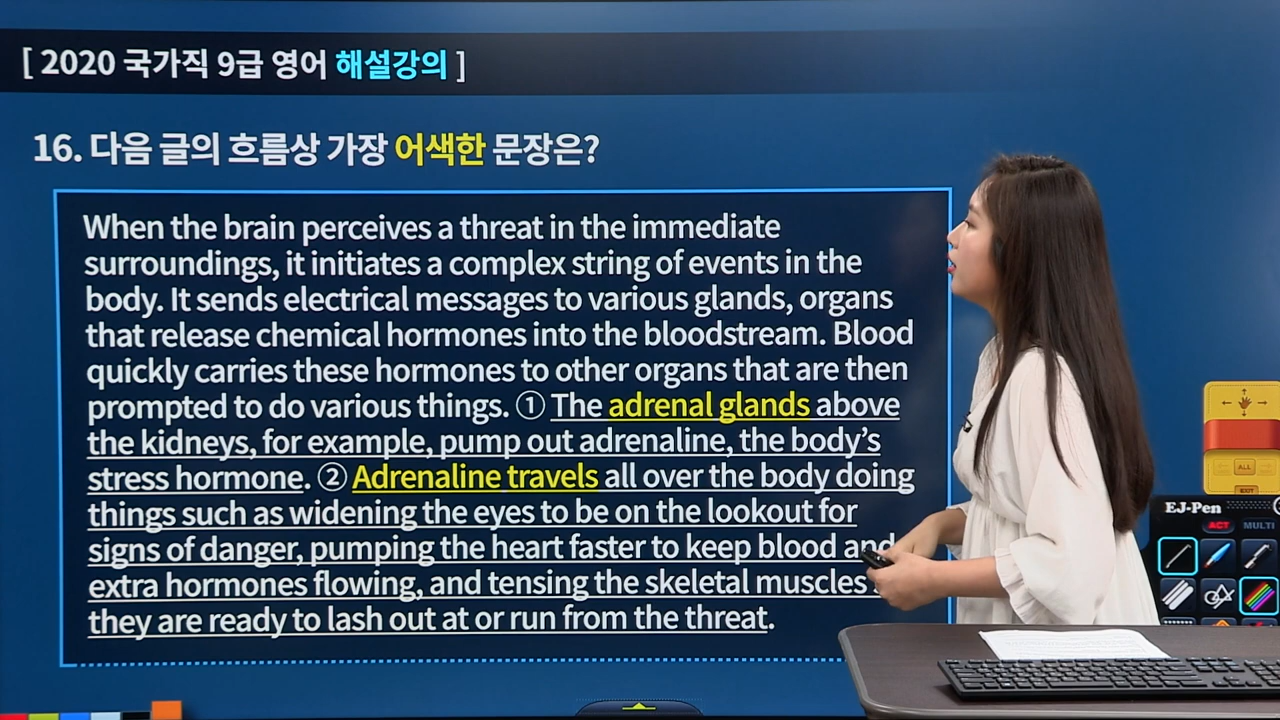 [ 2020 국가직 9급 영어 해설강의 ]
16. 다음 글의 흐름상 가장 어색한 문장은?
When the brain perceives a threat in the immediate
surroundings, it initiates a complex string of events in the
body. It sends electrical messages to various glands, organs
that release chemical hormones into the bloodstream. Blood
quickly carries these hormones to other organs that are then
prompted to do various things. ① The adrenal glands above
the kidneys, for example, pump out adrenaline, the body’s
stress hormone. ② Adrenaline travels all over the body doing
things such as widening the eyes to be on the lookout for
signs of danger, pumping the heart faster to keep blood and
extra hormones flowing, and tensing the skeletal muscles
they are ready to lash out at or run from the threat.
ALL
EXIT
EJ-Pen
ACT MULTI